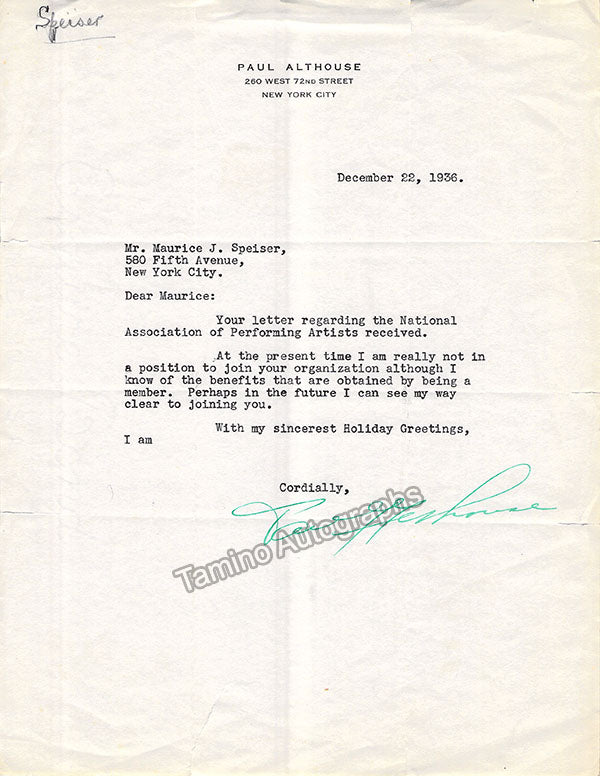 Speiser
PAUL ALTHOUSE
260 WEST 72ND STREET
NEW YORK CITY
December 22, 1936.
Mr. Maurice J. Speiser,
580 Fifth Avenue,
New York City.
Dear Maurice:
Your letter regarding the National
Association of Performing Artists received.
At the present time I am really not in
a position to join your organization although I
know of the benefits that are obtained by being a
member. Perhaps in the future I can see my way
clear to joining you.
With my sincerest Holiday Greetings,
I am
Cordially,
Paul Althouse
Tamino Autographs